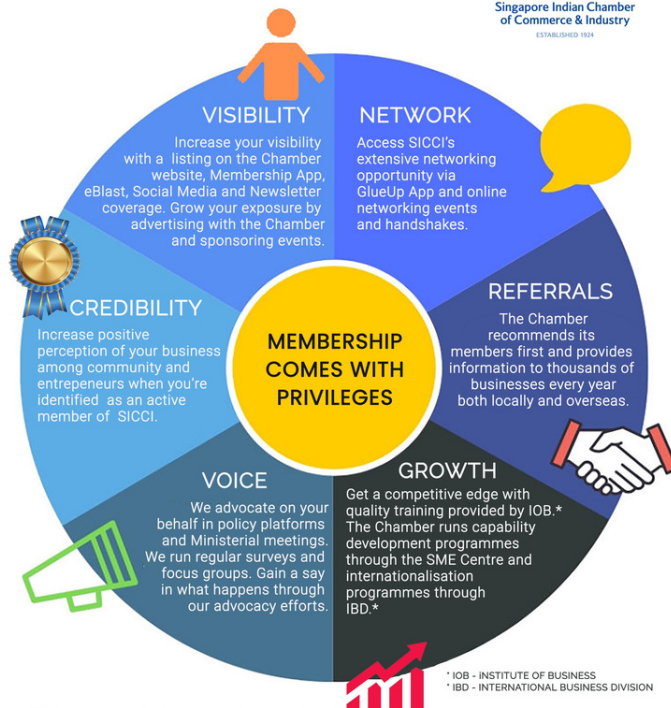 Singapore Indian Chamber
of Commerce & Industry
ESTABLISHED 1924
VISIBILITY
Increase your visibility
with a listing on the Chamber
website, Membership App,
eBlast, Social Media and Newsletter
coverage. Grow your exposure by
advertising with the Chamber
and sponsoring events.
NETWORK
Access SICCI's
extensive networking
opportunity via
GlueUp App and online
networking events
and handshakes.
CREDIBILITY
Increase positive
perception of your business
among community and
entrepeneurs when you're
identified as an active
member of SICCI.
MEMBERSHIP
COMES WITH
PRIVILEGES
REFERRALS
The Chamber
recommends its
members first and provides
information to thousands of
businesses every year
both locally and overseas.
VOICE
We advocate on your
behalf in policy platforms
and Ministerial meetings.
We run regular surveys and
focus groups. Gain a say
in what happens through
our advocacy efforts.
GROWTH
Get a competitive edge with
quality training provided by IOB.*
The Chamber runs capability
development programmes
through the SME Centre and
internationalisation
programmes through
IBD.*
* IOB - INSTITUTE OF BUSINESS
* IBD - INTERNATIONAL BUSINESS DIVISION